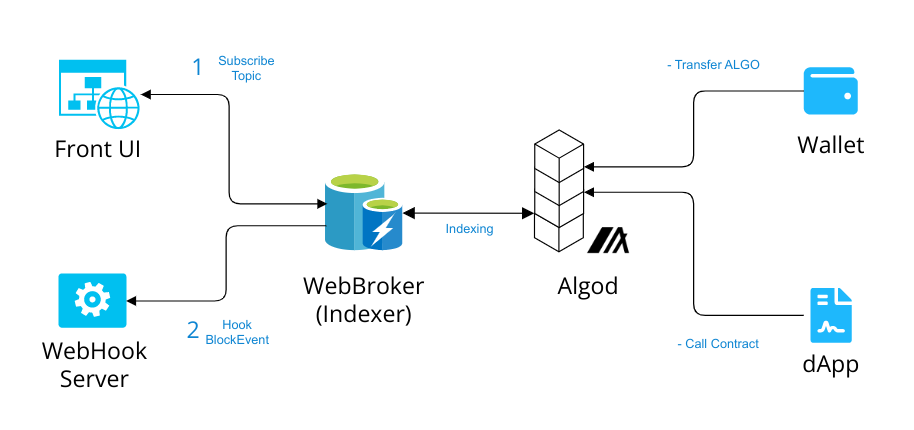 1
Subscribe
Topic
Front UI
2
Hook
BlockEvent
WebHook
Server
WebBroker
(Indexer)
Indexing
Algod
- Transfer ALGO
Wallet
- Call Contract
dApp